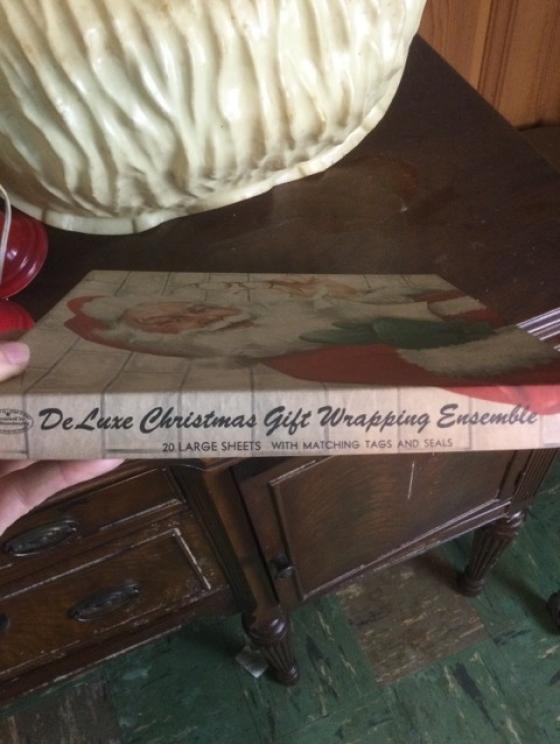 DeLuxe Christmas Gift Wrapping Ensemble
20 LARGE SHEETS WITH MATCHING TAGS AND SEALS